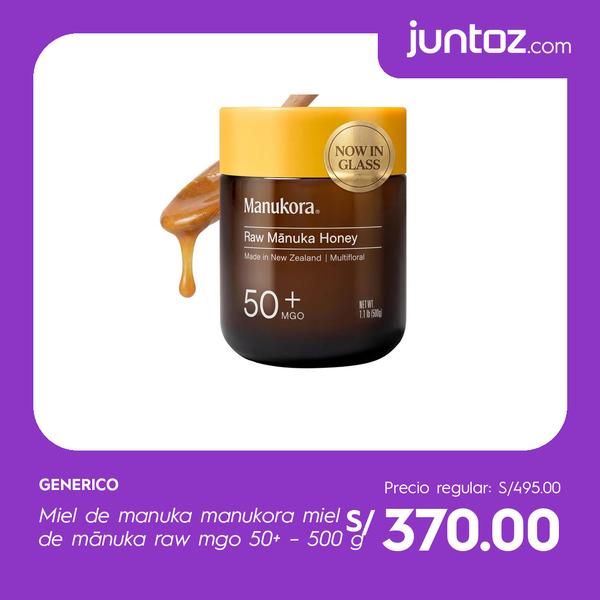 juntoz.com
NOW IN
GLASS
Manukora®
Raw Mānuka Honey
Made in New Zealand | Multifloral
50+
MGO
NET WT.
1.1 lb (500g)
GENERICO
Precio regular: S/495.00
Miel de manuka manukora miel
de mānuka raw mgo 50+ - 500 g
S/ 370.00